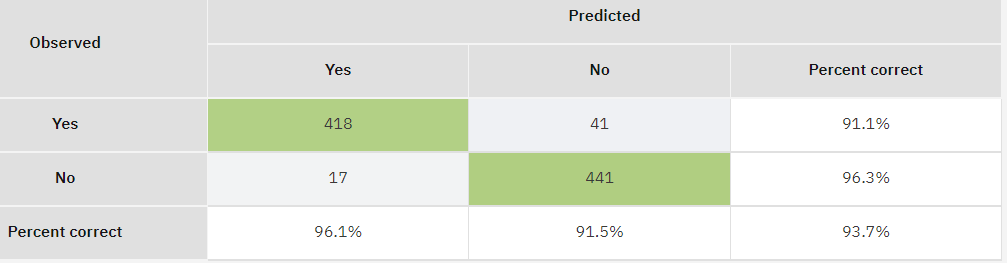 Predicted
Observed
Yes No Percent correct
Yes 418 41 91.1%
No 17 441 96.3%
Percent correct 96.1% 91.5% 93.7%